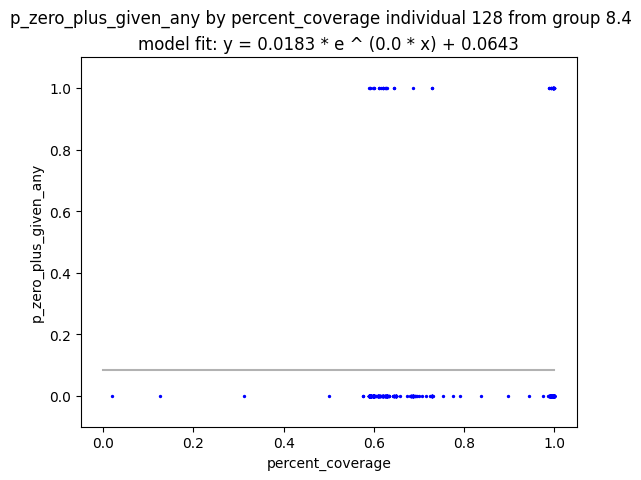 p_zero_plus_given_any by percent_coverage individual 128 from group 8.4
model fit: y = 0.0183 * e ^ (0.0 * x) + 0.0643
p_zero_plus_given_any
1.0
0.8
0.6
0.4
0.2
0.0
0.0 0.2 0.4 0.6 0.8 1.0
percent_coverage